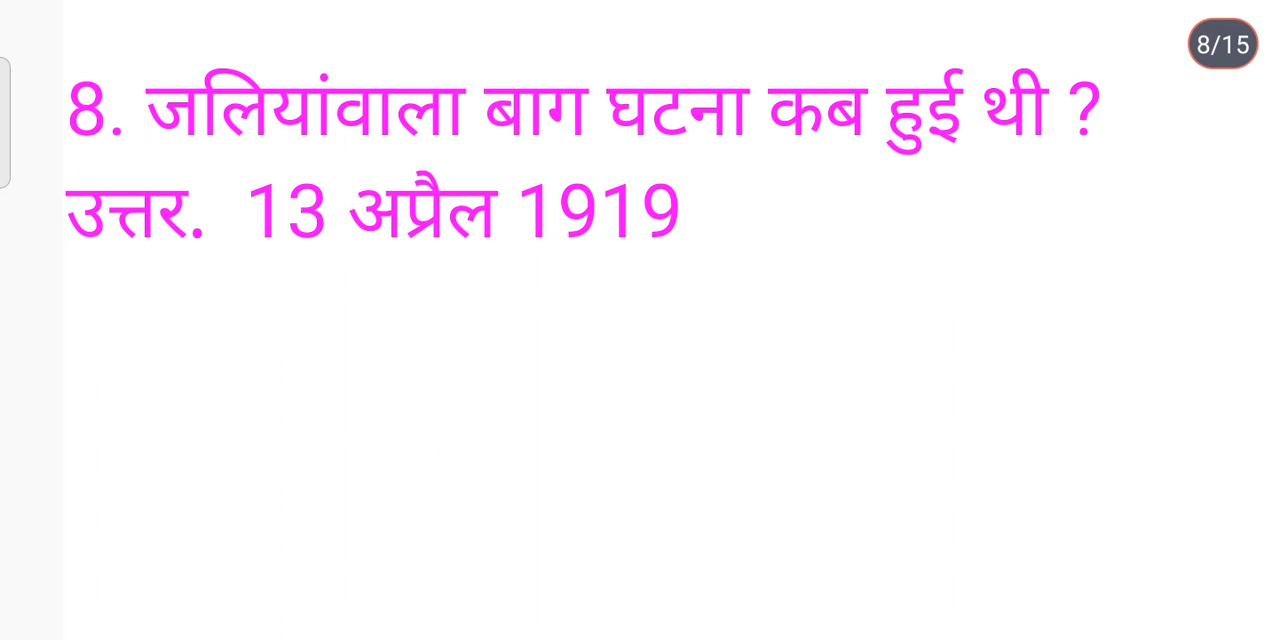 8/15
8. जलियांवाला बाग घटना कब हुई थी ?
उत्तर. 13 अप्रैल 1919